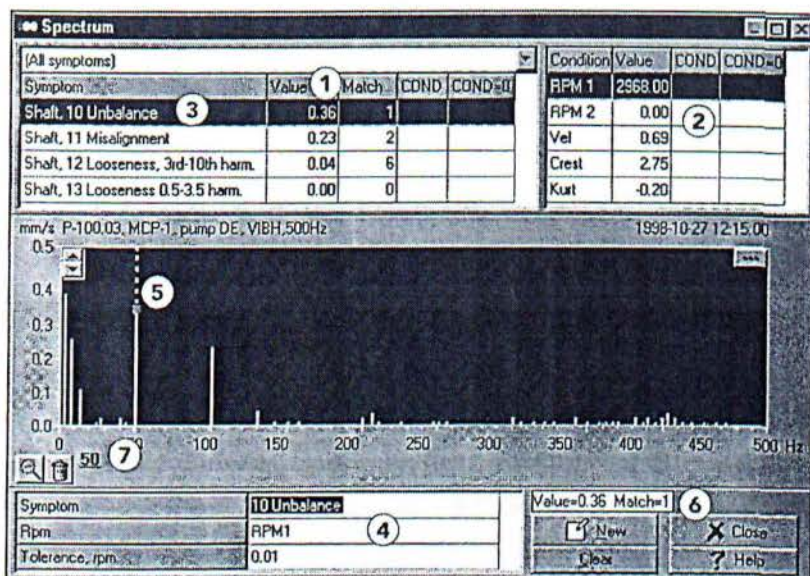 Spectrum
(All symptoms)
Symptom Value 1 Match COND COND=0
Shaft, 10 Unbalance 3 0.36 1
Shaft, 11 Misalignment 0.23 2
Shaft, 12 Looseness, 3rd-10th harm. 0.04 6
Shaft, 13 Looseness 0.5-3.5 harm. 0.00 0
Condition Value COND COND=0
RPM 1 2968.00
RPM 2 0.00 2
Vel 0.69
Crest 2.75
Kurt -0.20
mm/s P-100,03, MCP-1, pump DE, VIBH,500Hz 1998-10-27 12:15:00
0.5
0.4
5
0.3
0.2
0.1
0.0
0 50 100 150 200 250 300 350 400 450 500 Hz
50 7
Symptom 10 Unbalance
Rpm RPM1 4
Tolerance, rpm 0.01
Value=0.36 Match=1 6
New Close
Clear Help